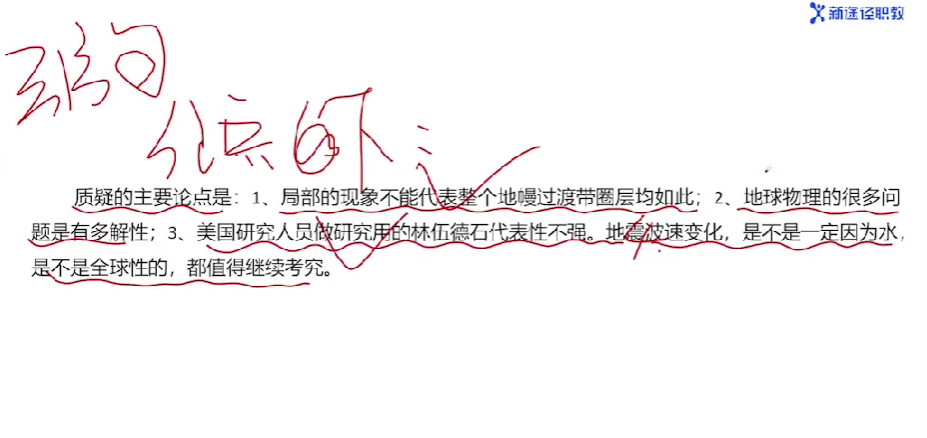 新途径职教
质疑的主要论点是：1、局部的现象不能代表整个地幔过渡带圈层均如此；2、地球物理的很多问
题是有多解性；3、美国研究人员做研究用的林伍德石代表性不强。地震波速变化，是不是一定因为水，
是不是全球性的，都值得继续考究。